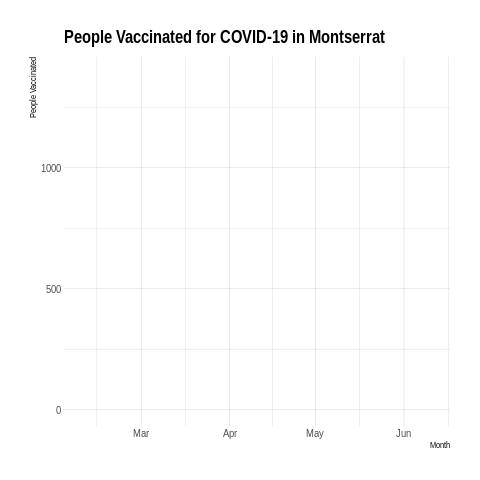 People Vaccinated for COVID-19 in Montserrat
People Vaccinated
1000
500
0
Mar Apr May Jun
Month